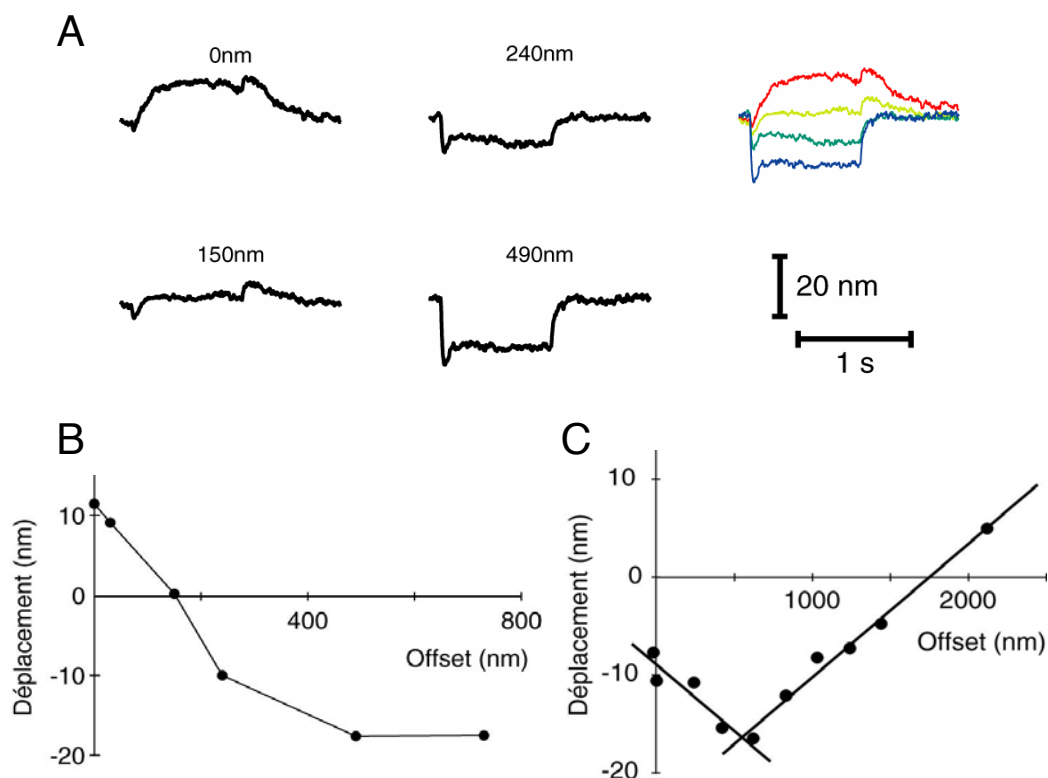 A
0nm
240nm
150nm
490nm
20 nm
1 s
B
Déplacement (nm)
10
0
-10
-20
400
800
Offset (nm)
C
Déplacement (nm)
10
0
-10
-20
1000
2000
Offset (nm)